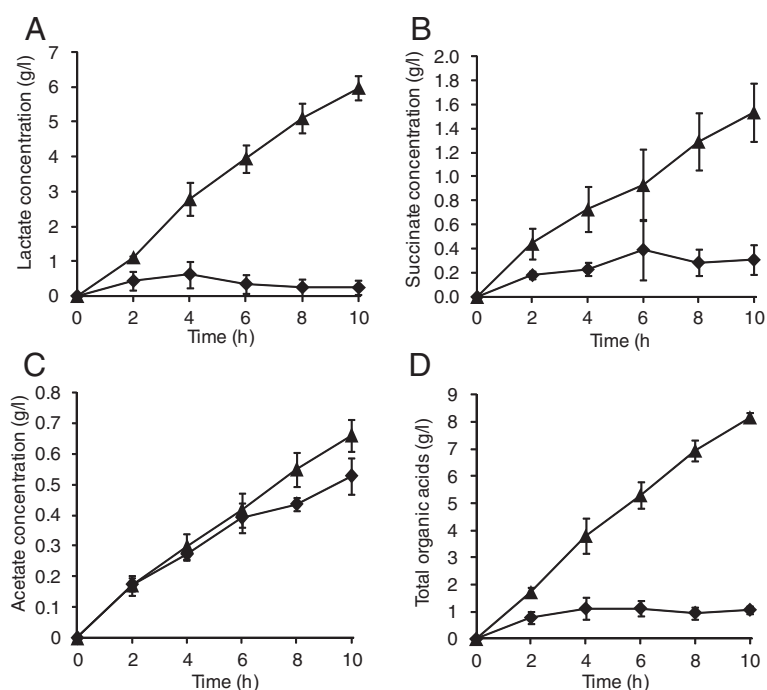 A
Lactate concentration (g/l)
7
6
5
4
3
2
1
0
0 2 4 6 8 10
Time (h)
B
Succinate concentration (g/l)
2.0
1.8
1.6
1.4
1.2
1.0
0.8
0.6
0.4
0.2
0.0
0 2 4 6 8 10
Time (h
C
Acetate concentration (g/l)
0.8
0.7
0.6
0.5
0.4
0.3
0.2
0.1
0
0 2 4 6 8 10
Time (h)
D
Total organic acids (g/l)
9
8
7
6
5
4
3
2
1
0
0 2 4 6 8 10
Time (h)